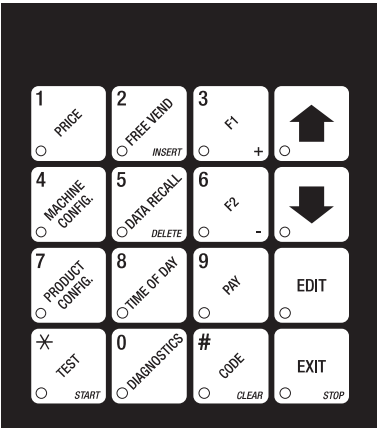 1
PRICE
2
FREE VEND
INSERT
3
F1
+
4
MACHINE
CONFIG.
5
DATA RECALL
DELETE
6
F2
-
7
PRODUCT
CONFIG.
8
TIME OF DAY
9
PAY
EDIT
*
TEST
START
0
DIAGNOSTICS
#
CODE
CLEAR
EXIT
STOP